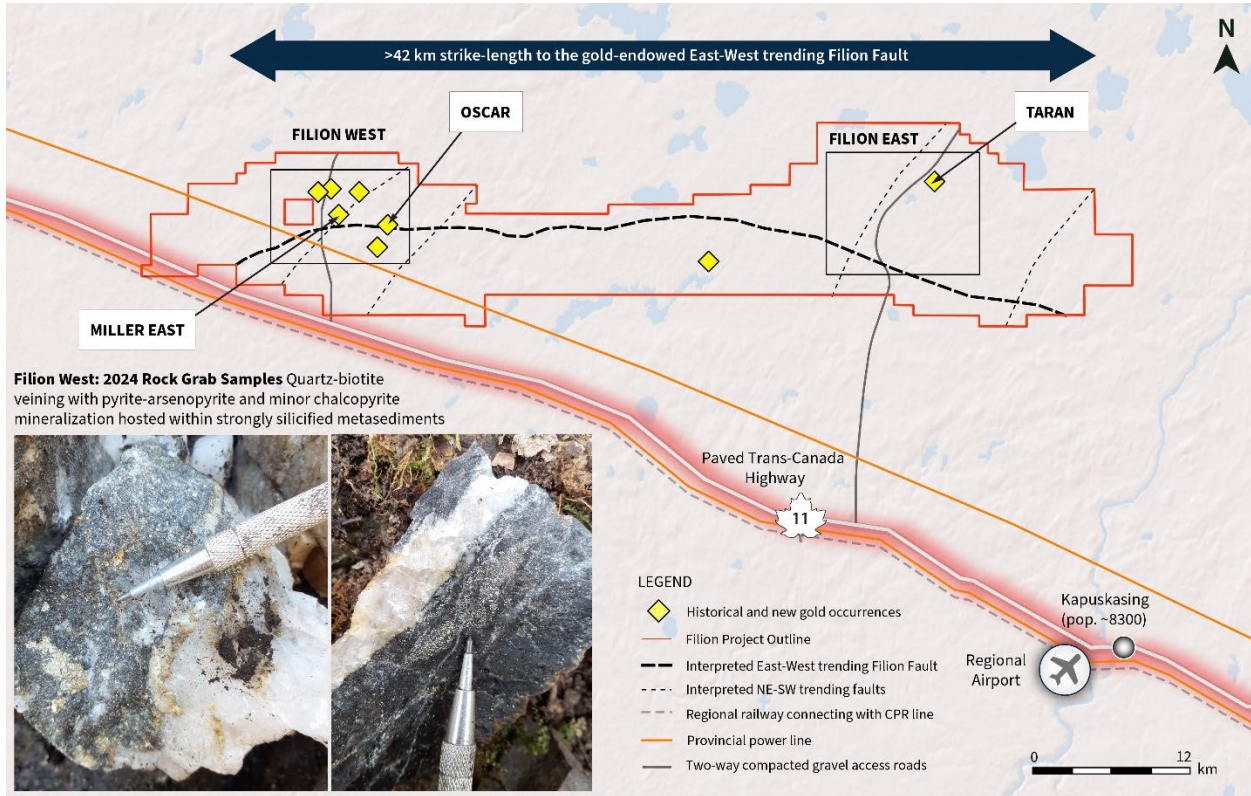 N
>42 km strike-length to the gold-endowed East-West trending Filion Fault
OSCAR
TARAN
FILION WEST
FILION EAST
MILLER EAST
Filion West: 2024 Rock Grab Samples Quartz-biotite
veining with pyrite-arsenopyrite and minor chalcopyrite
mineralization hosted within strongly silicified metasediments
Paved Trans-Canada
Highway
11
LEGEND
Historical and new gold occurrences
Filion Project Outline
Interpreted East-West trending Filion Fault
Interpreted NE-SW trending faults
Regional railway connecting with CPR line
Provincial power line
Two-way compacted gravel access roads
Kapuskasing
(pop. ~8300)
Regional
Airport
0 12
km